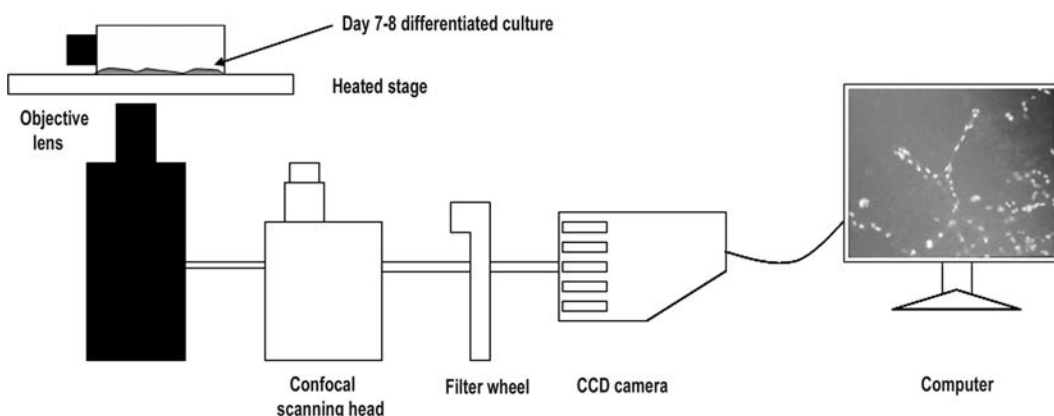 Day 7-8 differentiated culture
Heated stage
Objective
lens
Confocal
scanning head
Filter wheel
CCD camera
Computer